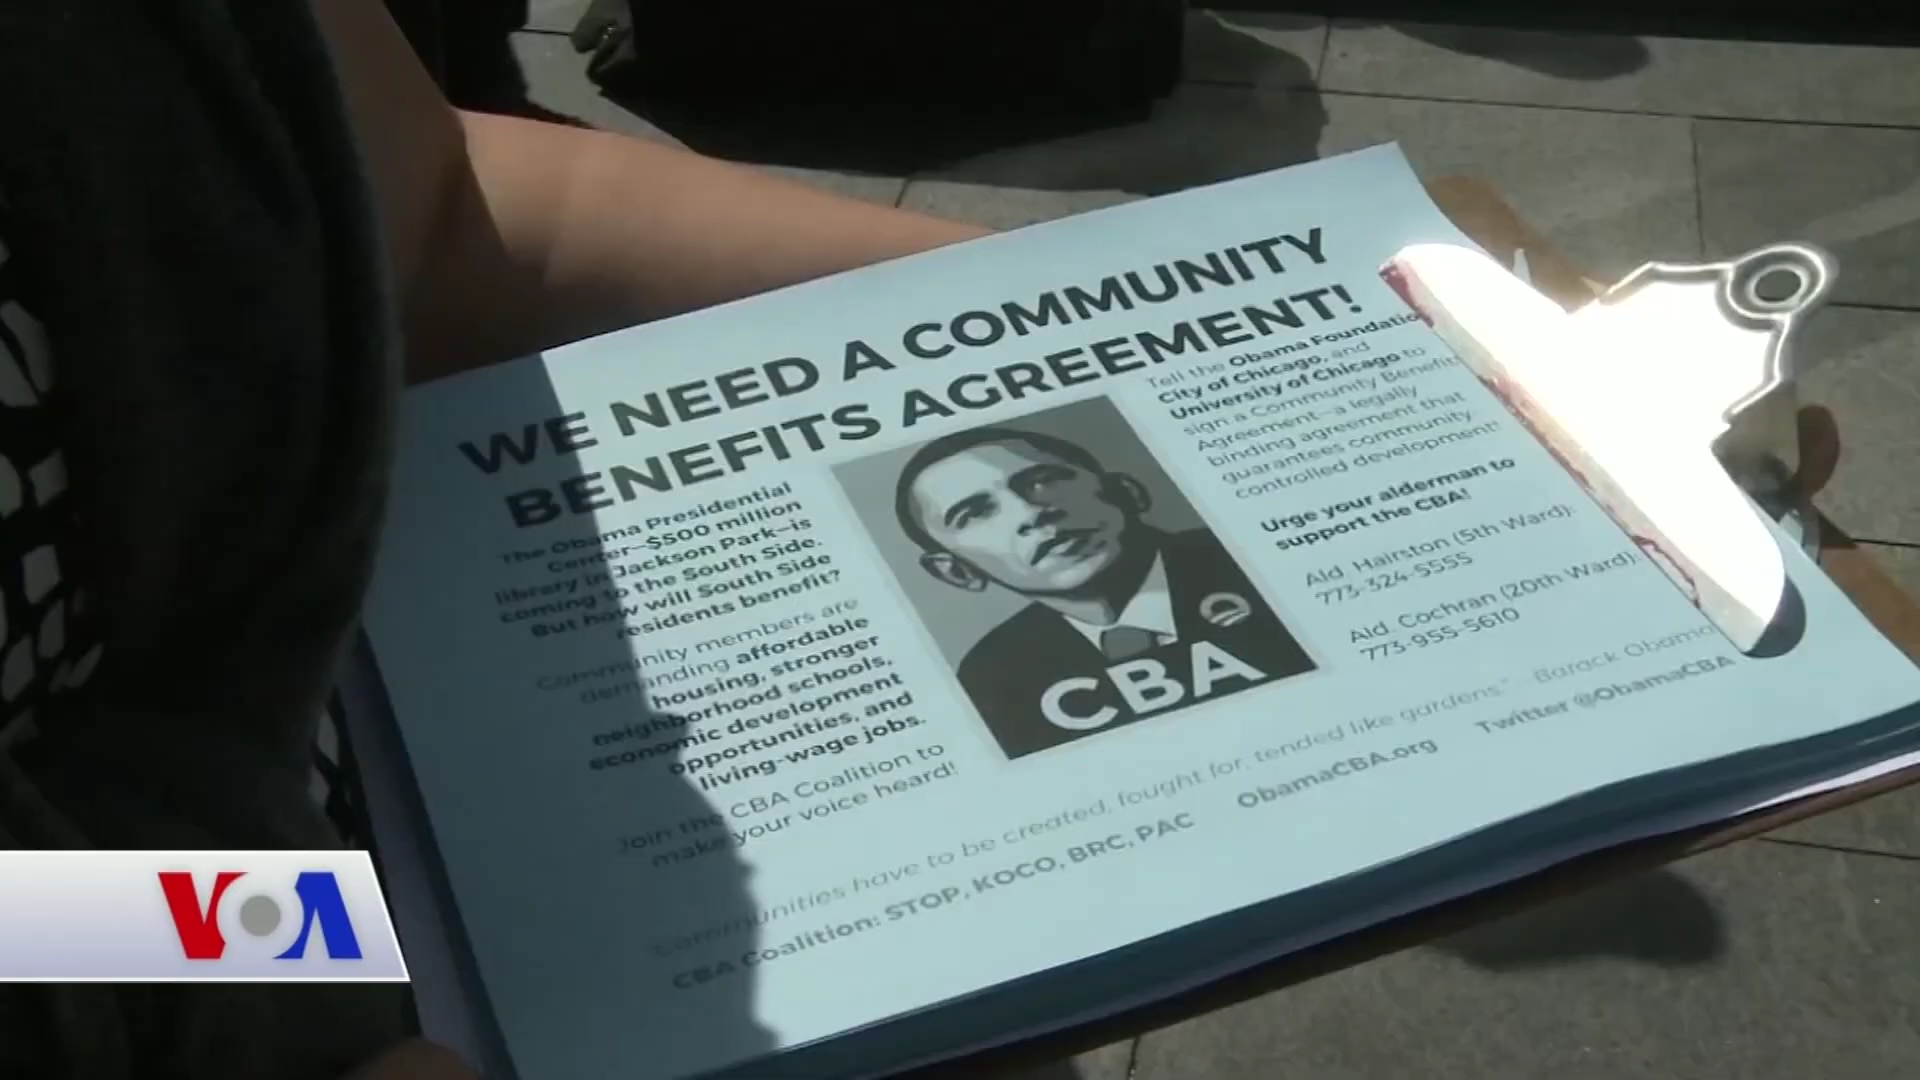 WE NEED A COMMUNITY
BENEFITS AGREEMENT!
The Obama Presidential
Center—$500 million
library in Jackson Park—is
coming to the South Side.
But how will South Side
residents benefit?
Community members are
demanding affordable
housing, stronger
neighborhood schools,
economic development
opportunities, and
living-wage jobs.
Join the CBA Coalition to
make your voice heard!
CBA
Tell the Obama Foundatio
City of Chicago, and
University of Chicago to
sign a Community Benefit
Agreement—a legally
binding agreement that
guarantees community
controlled development!
Urge your alderman to
support the CBA!
Ald. Hairston (5th Ward):
773-324-5555
Ald. Cochran (20th Ward):
773-955-5610
Communities have to be created, fought for, tended like gardens." -Barack Obama
CBA Coalition: STOP, KOCO, BRC, PAC ObamaCBA.org Twitter @ObamaCBA
VOA